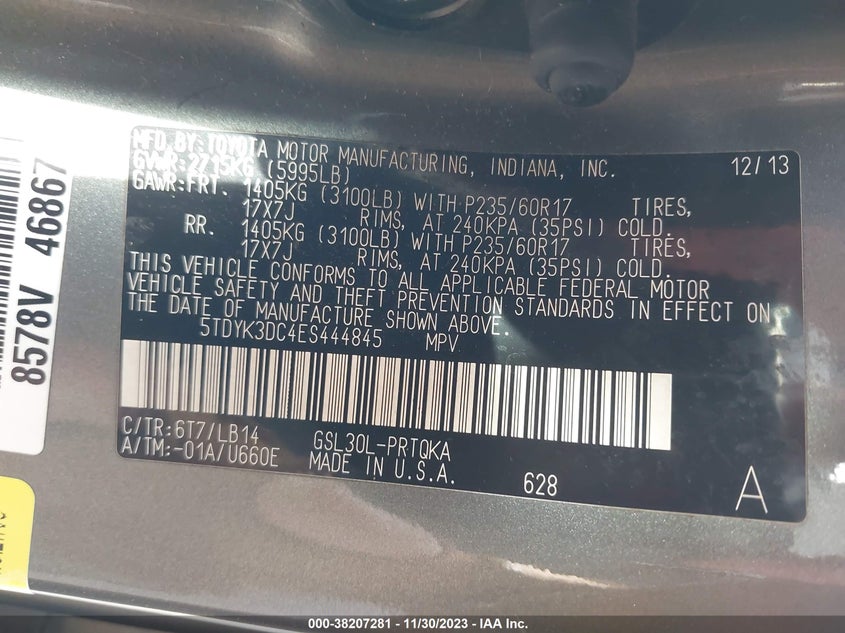 MFD.BY:TOYOTA MOTOR MANUFACTURING, INDIANA, INC. 12/13
GVWR:2715KG (5995LB)
GAWR:FRT. 1405KG (3100LB) WITH P235/60R17 TIRES,
17X7J RIMS, AT 240KPA (35PSI) COLD.
RR. 1405KG (3100LB) WITH P235/60R17 TIRES,
17X7J RIMS, AT 240KPA (35PSI) COLD.
THIS VEHICLE CONFORMS TO ALL APPLICABLE FEDERAL MOTOR
VEHICLE SAFETY AND THEFT PREVENTION STANDARDS IN EFFECT ON
THE DATE OF MANUFACTURE SHOWN ABOVE.
5TDYK3DC4ES444845 MPV
C/TR:6T7/LB14 GSL30L-PRTQKA
A/TM:-01A/U660E MADE IN U.S.A.
628 A
8578V 46867
000-38207281 - 11/30/2023 - IAA Inc.